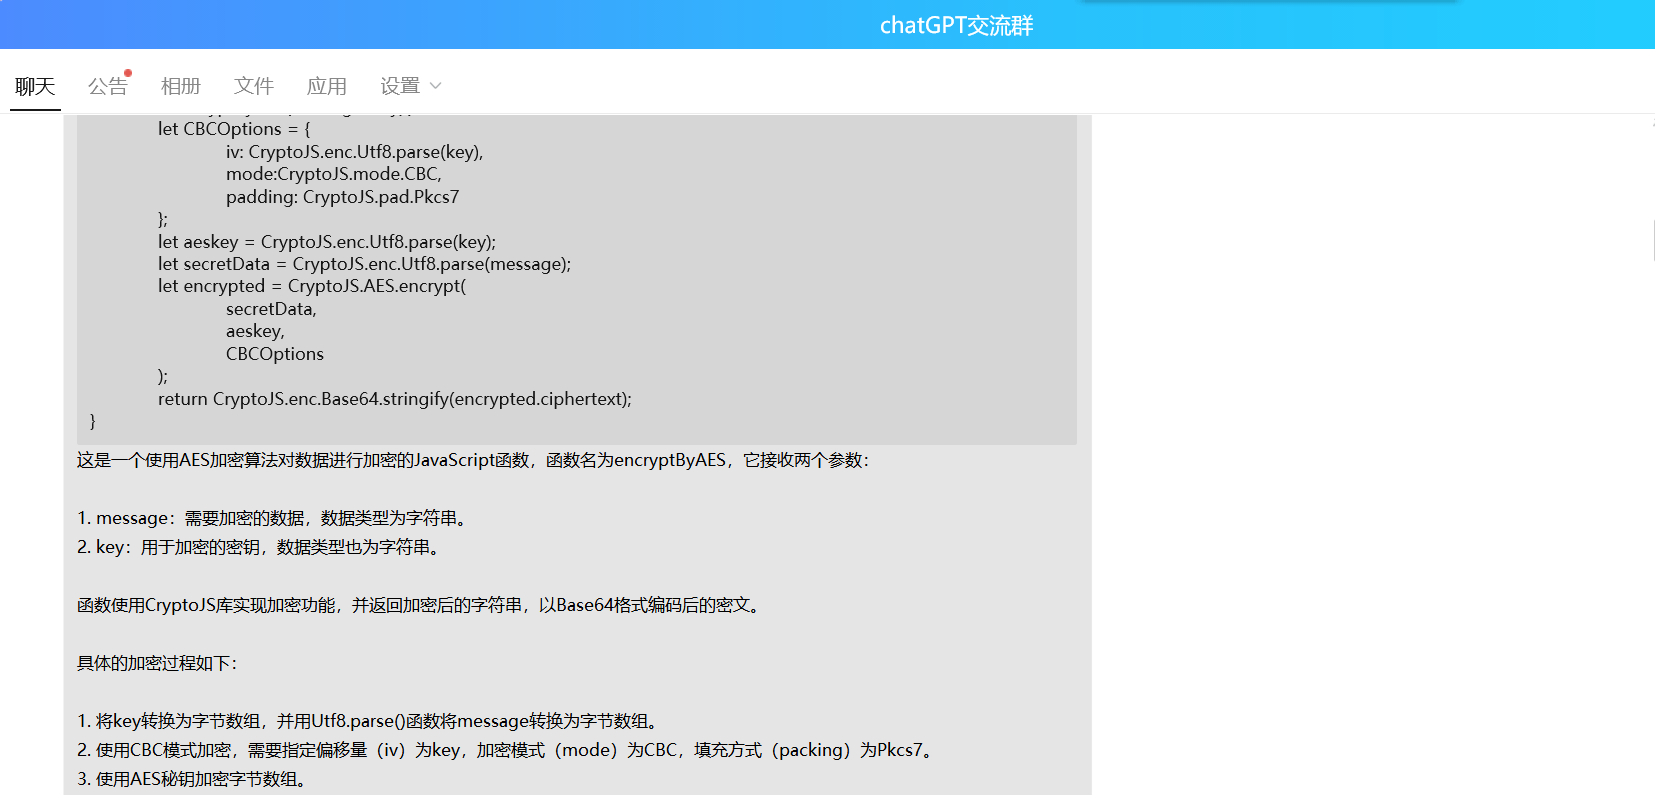 chatGPT交流群
聊天 公告 相册 文件 应用 设置
let CBCOptions = {
iv: CryptoJS.enc.Utf8.parse(key),
mode:CryptoJS.mode.CBC,
padding: CryptoJS.pad.Pkcs7
};
let aeskey = CryptoJS.enc.Utf8.parse(key);
let secretData = CryptoJS.enc.Utf8.parse(message);
let encrypted = CryptoJS.AES.encrypt(
secretData,
aeskey,
CBCOptions
);
return CryptoJS.enc.Base64.stringify(encrypted.ciphertext);
}
这是一个使用AES加密算法对数据进行加密的JavaScript函数，函数名为encryptByAES，它接收两个参数：
1. message：需要加密的数据，数据类型为字符串。
2. key：用于加密的密钥，数据类型也为字符串。
函数使用CryptoJS库实现加密功能，并返回加密后的字符串，以Base64格式编码后的密文。
具体的加密过程如下：
1. 将key转换为字节数组，并用Utf8.parse()函数将message转换为字节数组。
2. 使用CBC模式加密，需要指定偏移量（iv）为key，加密模式（mode）为CBC，填充方式（packing）为Pkcs7。
3. 使用AES秘钥加密字节数组。